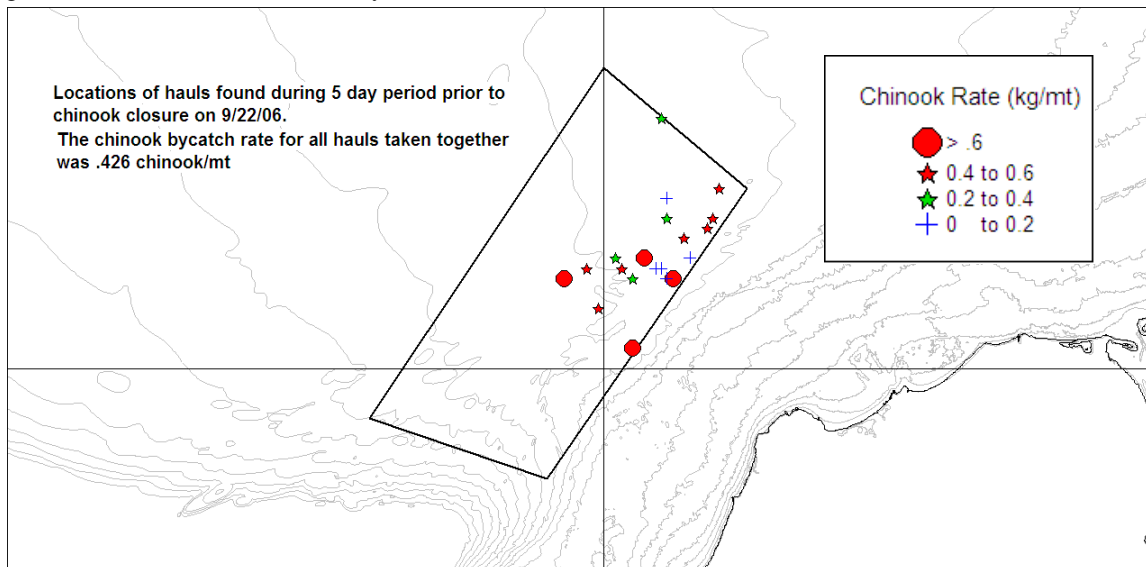 Locations of hauls found during 5 day period prior to
chinook closure on 9/22/06.
The chinook bycatch rate for all hauls taken together
was .426 chinook/mt
Chinook Rate (kg/mt)
> .6
0.4 to 0.6
0.2 to 0.4
0 to 0.2